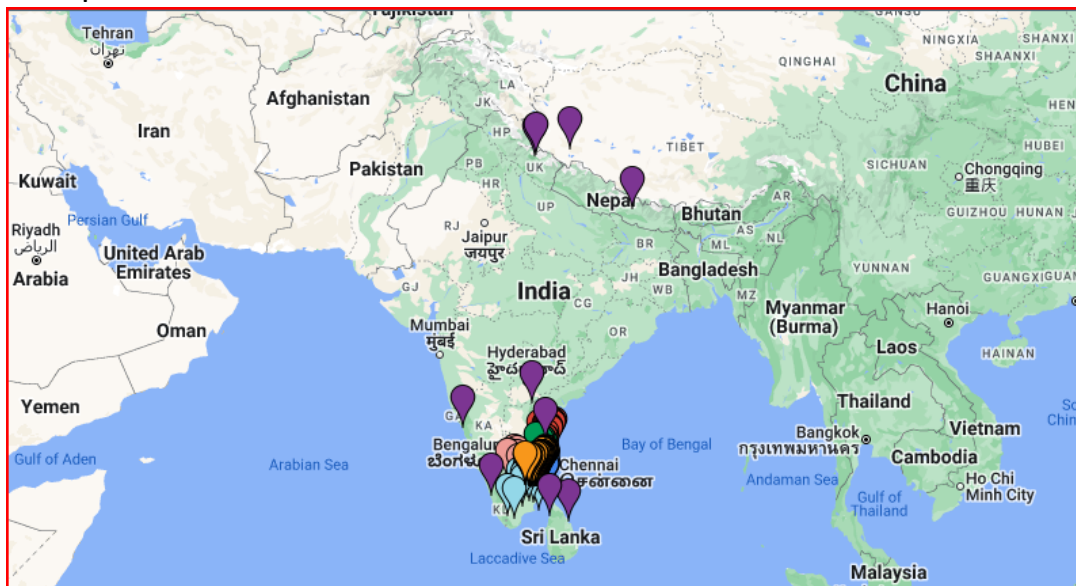 Tajikistan
GANSU
SHANXI
Tehran
تهران
NINGXIA
SHAANXI
QINGHAI
LA
China
Afghanistan
JK
HEN
HP
Iran
TIBET
HUBEI
PB
UK
Pakistan
SICHUAN
Chongqing
重庆
Kuwait
HR
Nepal
AR
UP
Bhutan
Persian Gulf
RJ
AS
GUIZHOU
HUNAN
Riyadh
الرياض
Jaipur
जयपुर
BR
ML
NL
United Arab
Emirates
Bangladesh
YUNNAN
Arabia
JH
GUANGXI
GJ
India
WB
MZ
CG
Myanmar
(Burma)
Hanoi
Oman
Mumbai
मुंबई
OR
Laos
Hyderabad
HAINAN
Yemen
Thailand
GA
KA
Vietnam
Bangkok
กรุงเทพมหานคร
Bay of Bengal
Gulf of Aden
Arabian Sea
Chennai
Cambodia
Andaman Sea
Ho Chi
Minh City
Gulf of
Thailand
Sri Lanka
Laccadive Sea
Malaysia